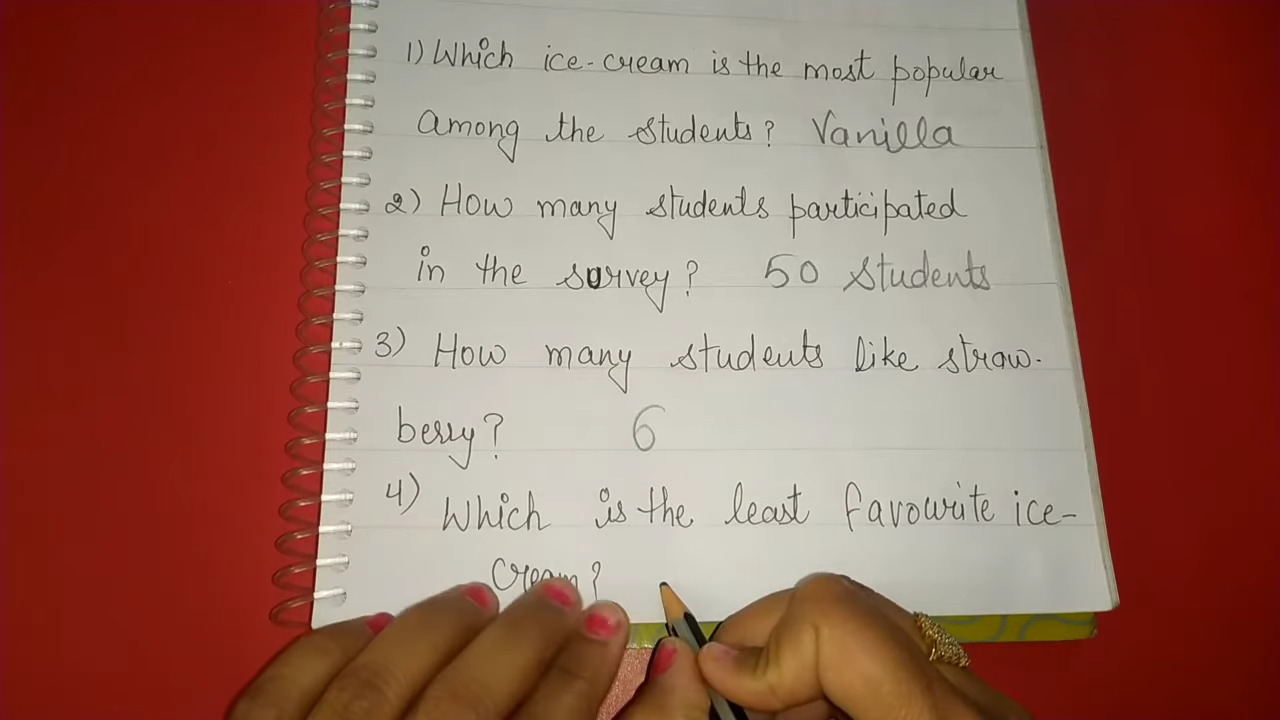 1) Which ice-cream is the most popular
among the students? Vanilla
2) How many students participated
in the survey? 50 students
3) How many students like straw-
berry? 6
4) Which is the least favourite ice-
cream?